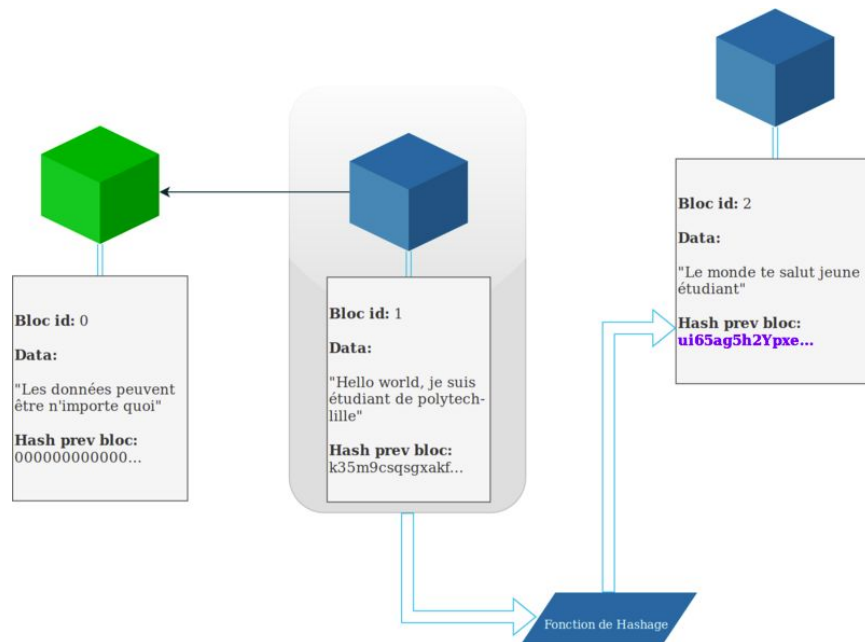 Bloc id: 0
Data:
"Les données peuvent
être n'importe quoi"
Hash prev bloc:
000000000000...
Bloc id: 1
Data:
"Hello world, je suis
étudiant de polytech-
lille"
Hash prev bloc:
k35m9csqsgxakf...
Bloc id: 2
Data:
"Le monde te salut jeune
étudiant"
Hash prev bloc:
ui65ag5h2Ypxe...
Fonction de Hashage